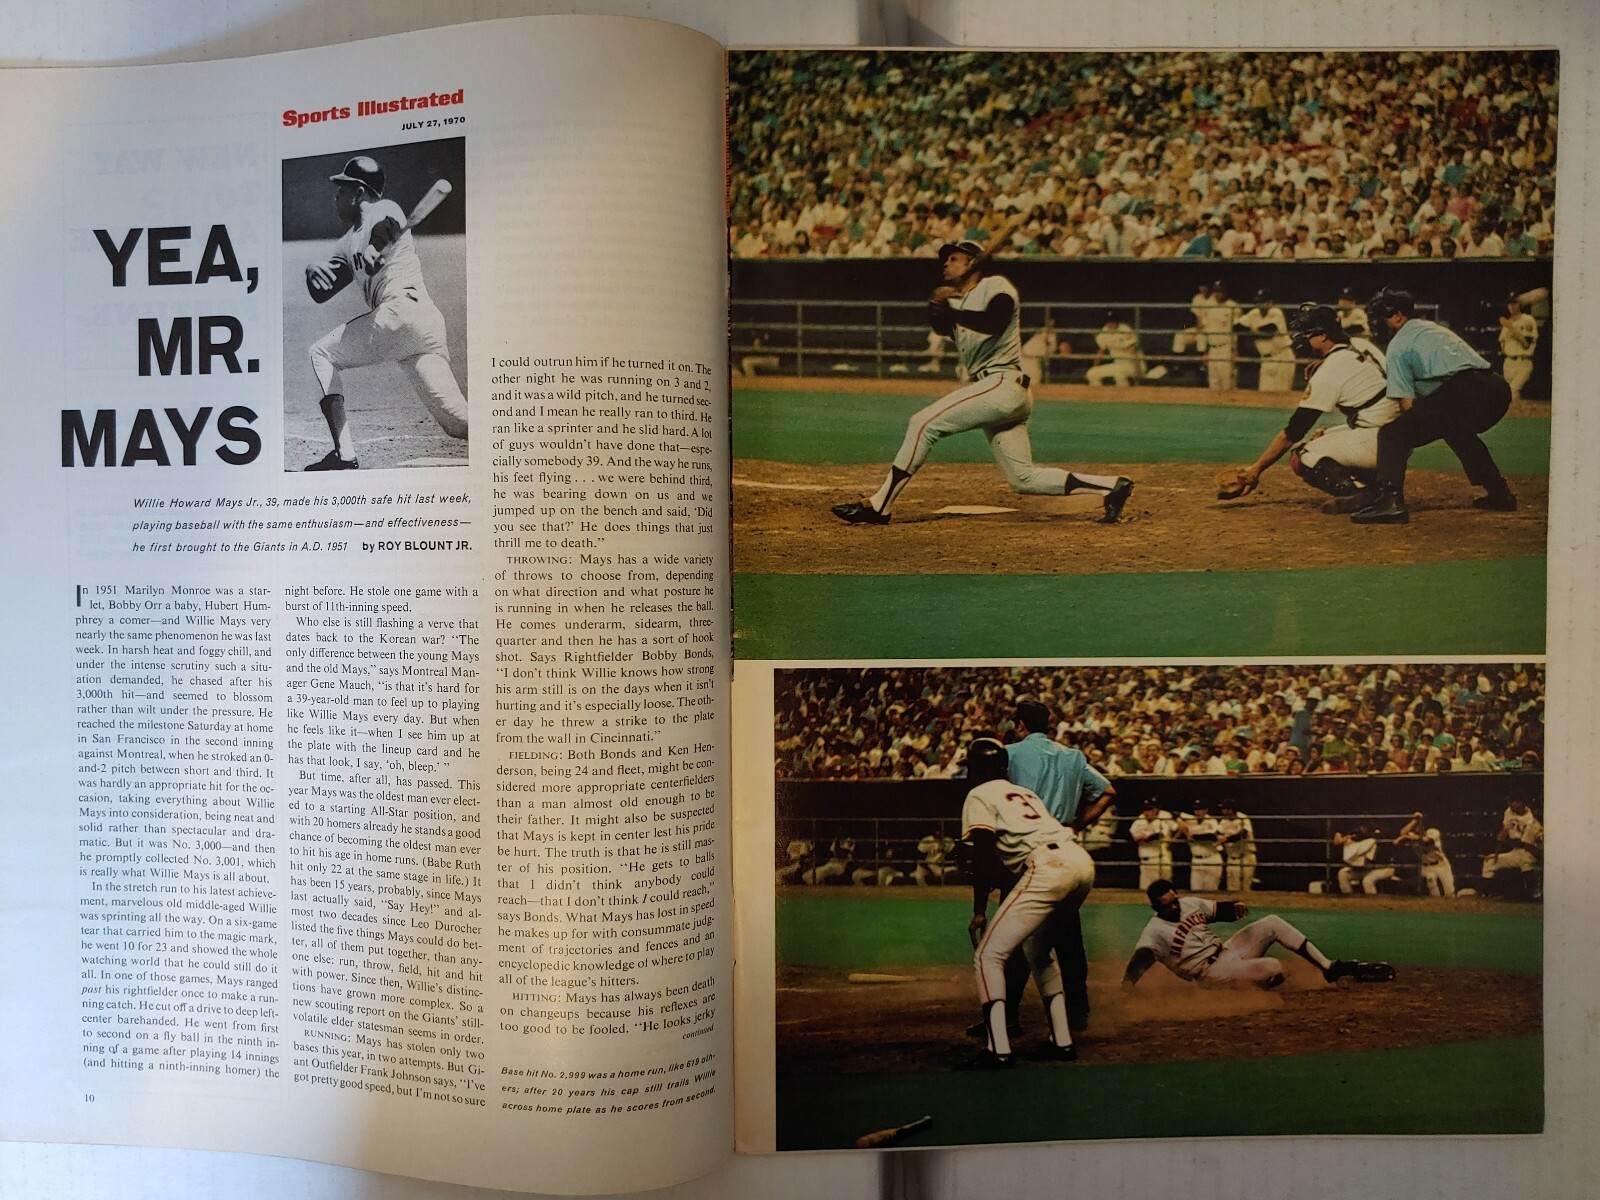 Sports Illustrated
JULY 27, 1970
YEA,
MR.
MAYS
Willie Howard Mays Jr., 39, made his 3,000th safe hit last week,
playing baseball with the same enthusiasm—and effectiveness—
he first brought to the Giants in A.D. 1951 by ROY BLOUNT JR.
In 1951 Marilyn Monroe was a star-
let, Bobby Orr a baby, Hubert Hum-
phrey a comer—and Willie Mays very
nearly the same phenomenon he was last
week. In harsh heat and foggy chill, and
under the intense scrutiny such a situ-
ation demanded, he chased after his
3,000th hit—and seemed to blossom
rather than wilt under the pressure. He
reached the milestone Saturday at home
in San Francisco in the second inning
against Montreal, when he stroked an 0-
and-2 pitch between short and third. It
was hardly an appropriate hit for the oc-
casion, taking everything about Willie
Mays into consideration, being neat and
solid rather than spectacular and dra-
matic. But it was No. 3,000—and then
he promptly collected No. 3,001, which
is really what Willie Mays is all about.
In the stretch run to his latest achieve-
ment, marvelous old middle-aged Willie
was sprinting all the way. On a six-game
tear that carried him to the magic mark,
he went 10 for 23 and showed the whole
watching world that he could still do it
all. In one of those games, Mays ranged
past his rightfielder once to make a run-
ning catch. He cut off a drive to deep left-
center barehanded. He went from first
to second on a fly ball in the ninth in-
ning of a game after playing 14 innings
(and hitting a ninth-inning homer) the
night before. He stole one game with a
burst of 11th-inning speed.
Who else is still flashing a verve that
dates back to the Korean war? "The
only difference between the young Mays
and the old Mays," says Montreal Man-
ager Gene Mauch, "is that it's hard for
a 39-year-old man to feel up to playing
like Willie Mays every day. But when
he feels like it—when I see him up at
the plate with the lineup card and he
has that look, I say, 'oh, bleep.' "
But time, after all, has passed. This
year Mays was the oldest man ever elect-
ed to a starting All-Star position, and
with 20 homers already he stands a good
chance of becoming the oldest man ever
to hit his age in home runs. (Babe Ruth
hit only 22 at the same stage in life.) It
has been 15 years, probably, since Mays
last actually said, "Say Hey!" and al-
most two decades since Leo Durocher
listed the five things Mays could do bet-
ter, all of them put together, than any-
one else: run, throw, field, hit and hit
with power. Since then, Willie's distinc-
tions have grown more complex. So a
new scouting report on the Giants' still-
volatile elder statesman seems in order.
RUNNING: Mays has stolen only two
bases this year, in two attempts. But Gi-
ant Outfielder Frank Johnson says, "I've
got pretty good speed, but I'm not so sure
I could outrun him if he turned it on. The
other night he was running on 3 and 2,
and it was a wild pitch, and he turned sec-
ond and I mean he really ran to third. He
ran like a sprinter and he slid hard. A lot
of guys wouldn't have done that—espe-
cially somebody 39. And the way he runs,
his feet flying . . . we were behind third,
he was bearing down on us and we
jumped up on the bench and said, 'Did
you see that?' He does things that just
thrill me to death."
THROWING: Mays has a wide variety
of throws to choose from, depending
on what direction and what posture he
is running in when he releases the ball.
He comes underarm, sidearm, three-
quarter and then he has a sort of hook
shot. Says Rightfielder Bobby Bonds,
"I don't think Willie knows how strong
his arm still is on the days when it isn't
hurting and it's especially loose. The oth-
er day he threw a strike to the plate
from the wall in Cincinnati."
FIELDING: Both Bonds and Ken Hen-
derson, being 24 and fleet, might be con-
sidered more appropriate centerfielders
than a man almost old enough to be
their father. It might also be suspected
that Mays is kept in center lest his pride
be hurt. The truth is that he is still mas-
ter of his position. "He gets to balls
that I didn't think anybody could
reach—that I don't think I could reach,"
says Bonds. What Mays has lost in speed
he makes up for with consummate judg-
ment of trajectories and fences and an
encyclopedic knowledge of where to play
all of the league's hitters.
HITTING: Mays has always been death
on changeups because his reflexes are
too good to be fooled. "He looks jerky
continued
Base hit No. 2,999 was a home run, like 619 oth-
ers; after 20 years his cap still trails Willie
across home plate as he scores from second.
10
SAN FRANCISCO